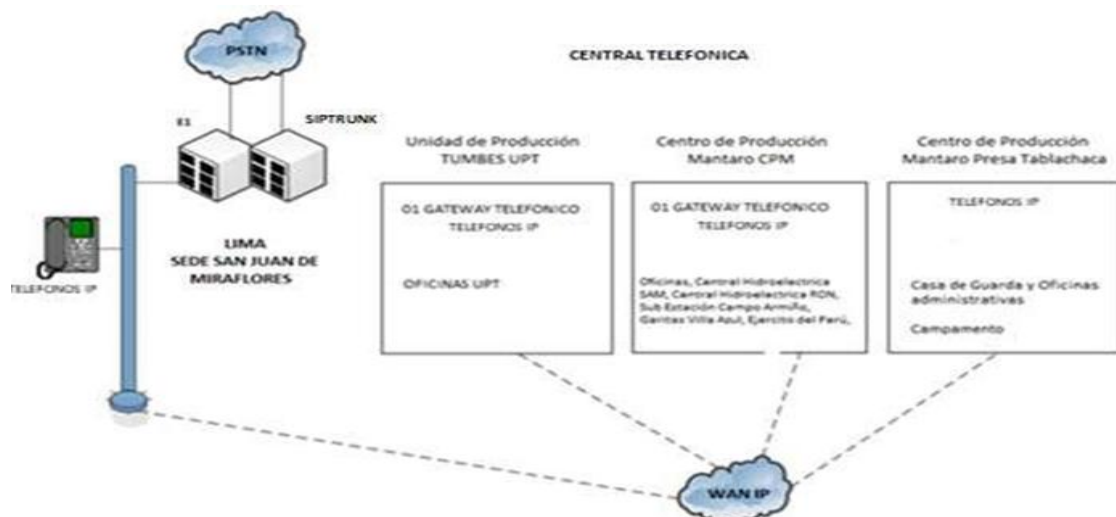 PSTN
CENTRAL TELEFONICA
E1
SIPTRUNK
Unidad de Producción
TUMBES UPT
Centro de Producción
Mantaro CPM
Centro de Producción
Mantaro Presa Tablachaca
01 GATEWAY TELEFONICO
TELEFONOS IP
OFICINAS UPT
01 GATEWAY TELEFONICO
TELEFONOS IP
Oficinas, Central Hidroelectrica
SAM, Central Hidroelectrica RON,
Sub Estación Campo Armiño,
Garitas Villa Azul, Ejercito del Perú,
TELEFONOS IP
Casa de Guarda y Oficinas
administrativas
Campamento
LIMA
SEDE SAN JUAN DE
MIRAFLORES
TELEFONOS IP
WAN IP